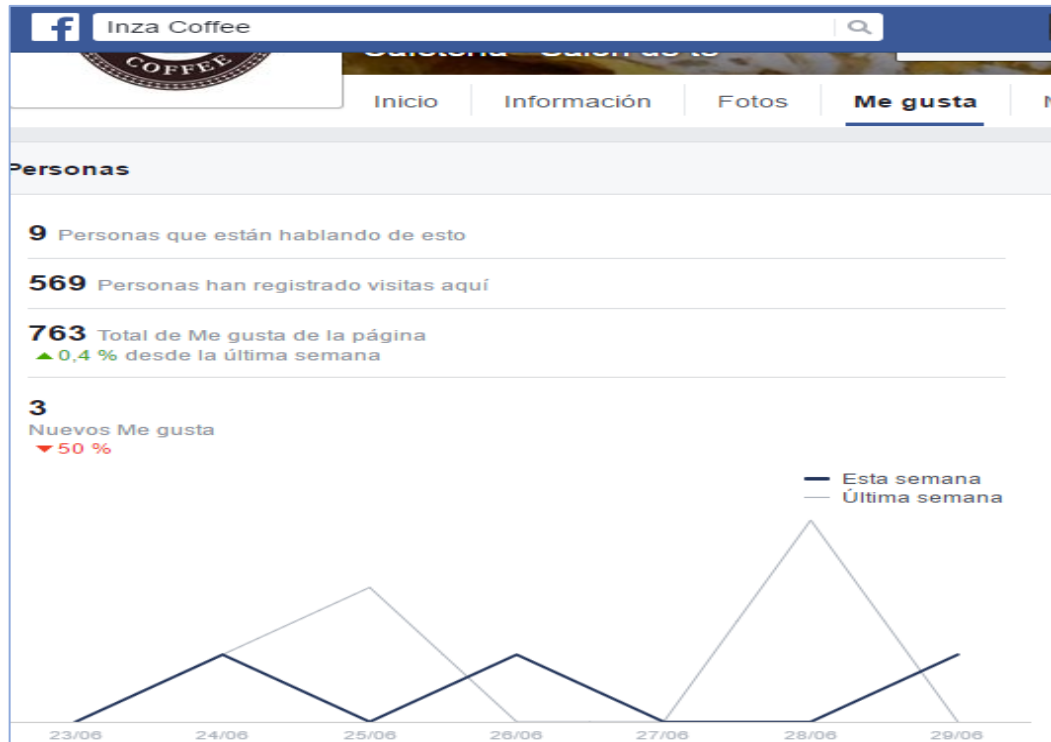 f Inza Coffee
COFFEE
Inicio Información Fotos Me gusta
Personas
9 Personas que están hablando de esto
569 Personas han registrado visitas aquí
763 Total de Me gusta de la página
0,4 % desde la última semana
3
Nuevos Me gusta
50 %
Esta semana
Última semana
23/06 24/06 25/06 26/06 27/06 28/06 29/06